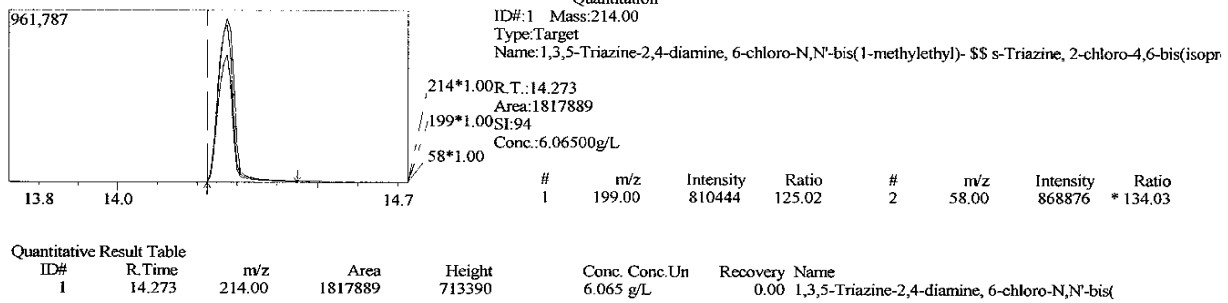 Quantitation
961,787
ID#:1 Mass:214.00
Type:Target
Name:1,3,5-Triazine-2,4-diamine, 6-chloro-N,N'-bis(1-methylethyl)- $$ s-Triazine, 2-chloro-4,6-bis(isopr
214*1.00
R.T.:14.273
Area:1817889
199*1.00
SI:94
Conc.:6.06500g/L
58*1.00
# m/z Intensity Ratio # m/z Intensity Ratio
1 199.00 810444 125.02 2 58.00 868876 * 134.03
13.8 14.0 14.7
Quantitative Result Table
ID# R.Time m/z Area Height Conc. Conc.Un Recovery Name
1 14.273 214.00 1817889 713390 6.065 g/L 0.00 1,3,5-Triazine-2,4-diamine, 6-chloro-N,N'-bis(